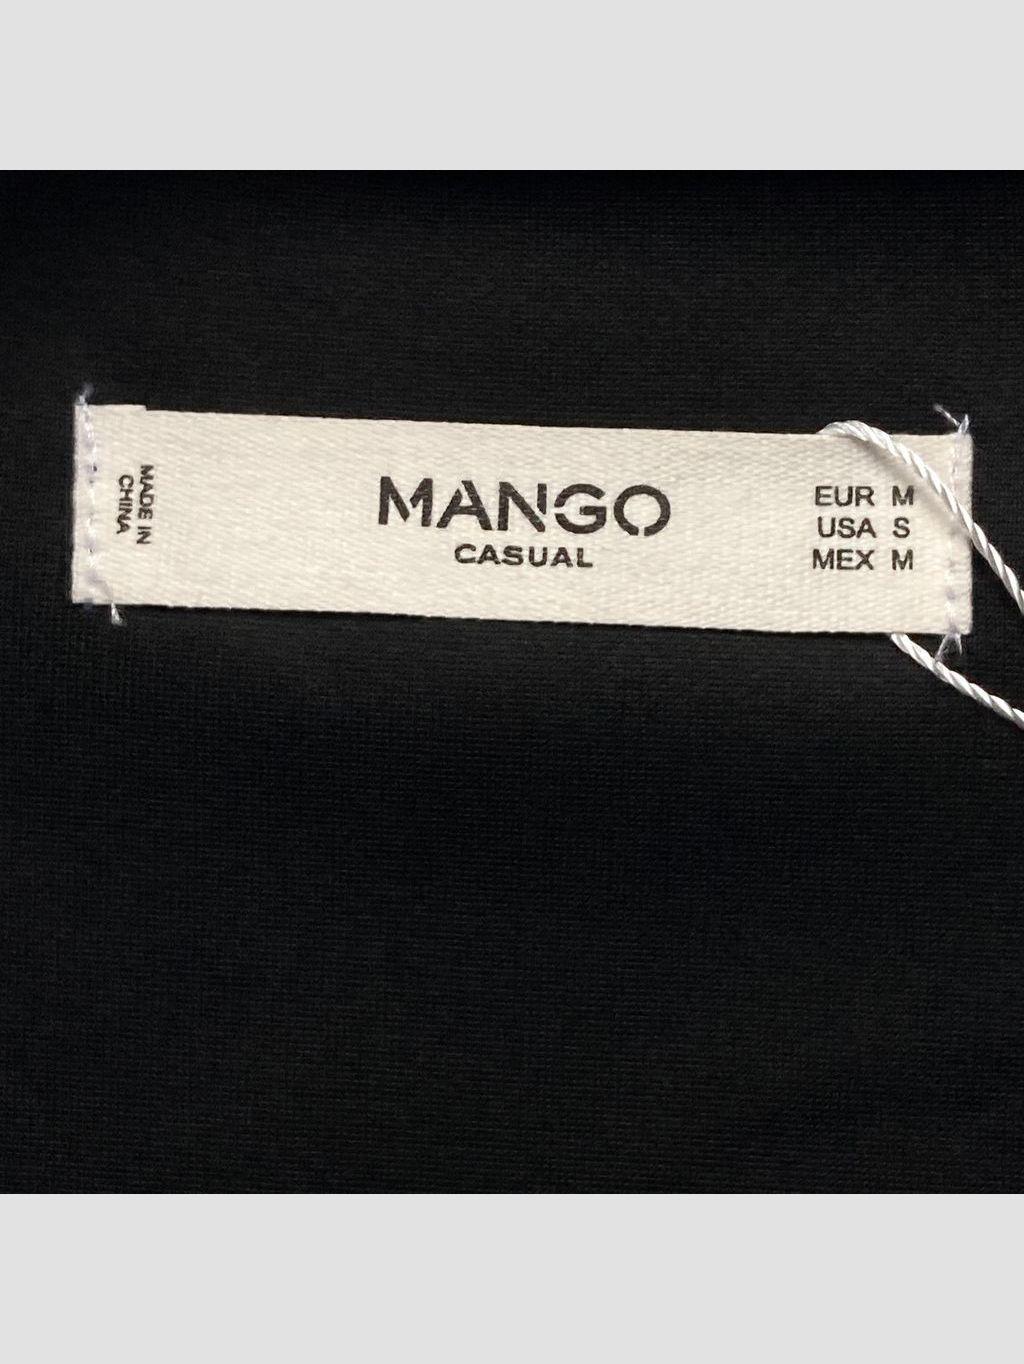 MADE IN
CHINA
MANGO
CASUAL
EUR M
USA S
MEX M